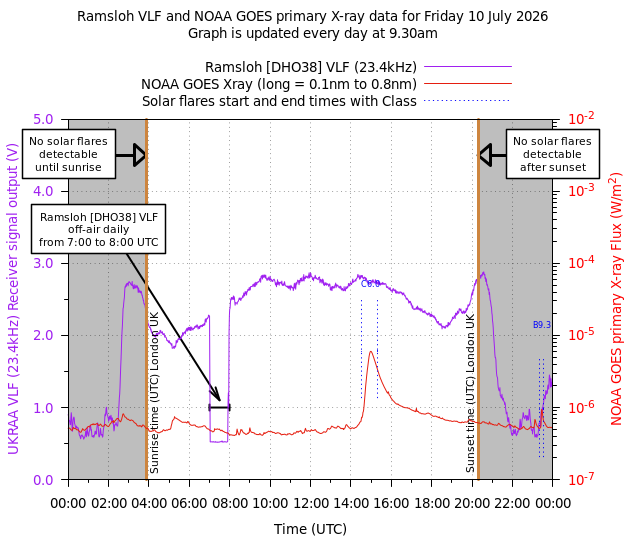 Ramsloh VLF and NOAA GOES primary X-ray data for Friday 10 July 2026
Graph is updated every day at 9.30am
Ramsloh [DHO38] VLF (23.4kHz)
NOAA GOES Xray (long = 0.1nm to 0.8nm)
Solar flares start and end times with Class
5.0
4.0
3.0
2.0
1.0
0.0
UKRAA VLF (23.4kHz) Receiver signal output (V)
No solar flares
detectable
until sunrise
Ramsloh [DHO38] VLF
off-air daily
from 7:00 to 8:00 UTC
No solar flares
detectable
after sunset
Sunrise time (UTC) London UK
Sunset time (UTC) London UK
B9.3
10-2
10-3
10-4
10-5
10-6
10-7
NOAA GOES primary X-ray Flux (W/m2)
00:00 02:00 04:00 06:00 08:00 10:00 12:00 14:00 16:00 18:00 20:00 22:00 00:00
Time (UTC)